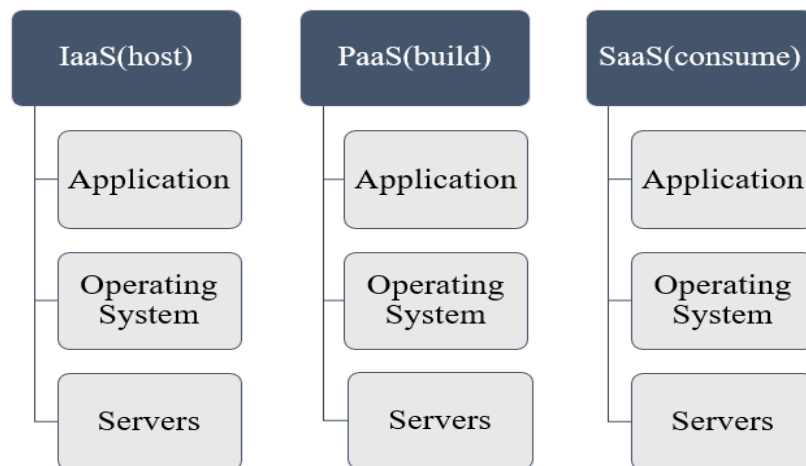 IaaS(host)
Application
Operating
System
Servers
PaaS(build)
Application
Operating
System
Servers
SaaS(consume)
Application
Operating
System
Servers